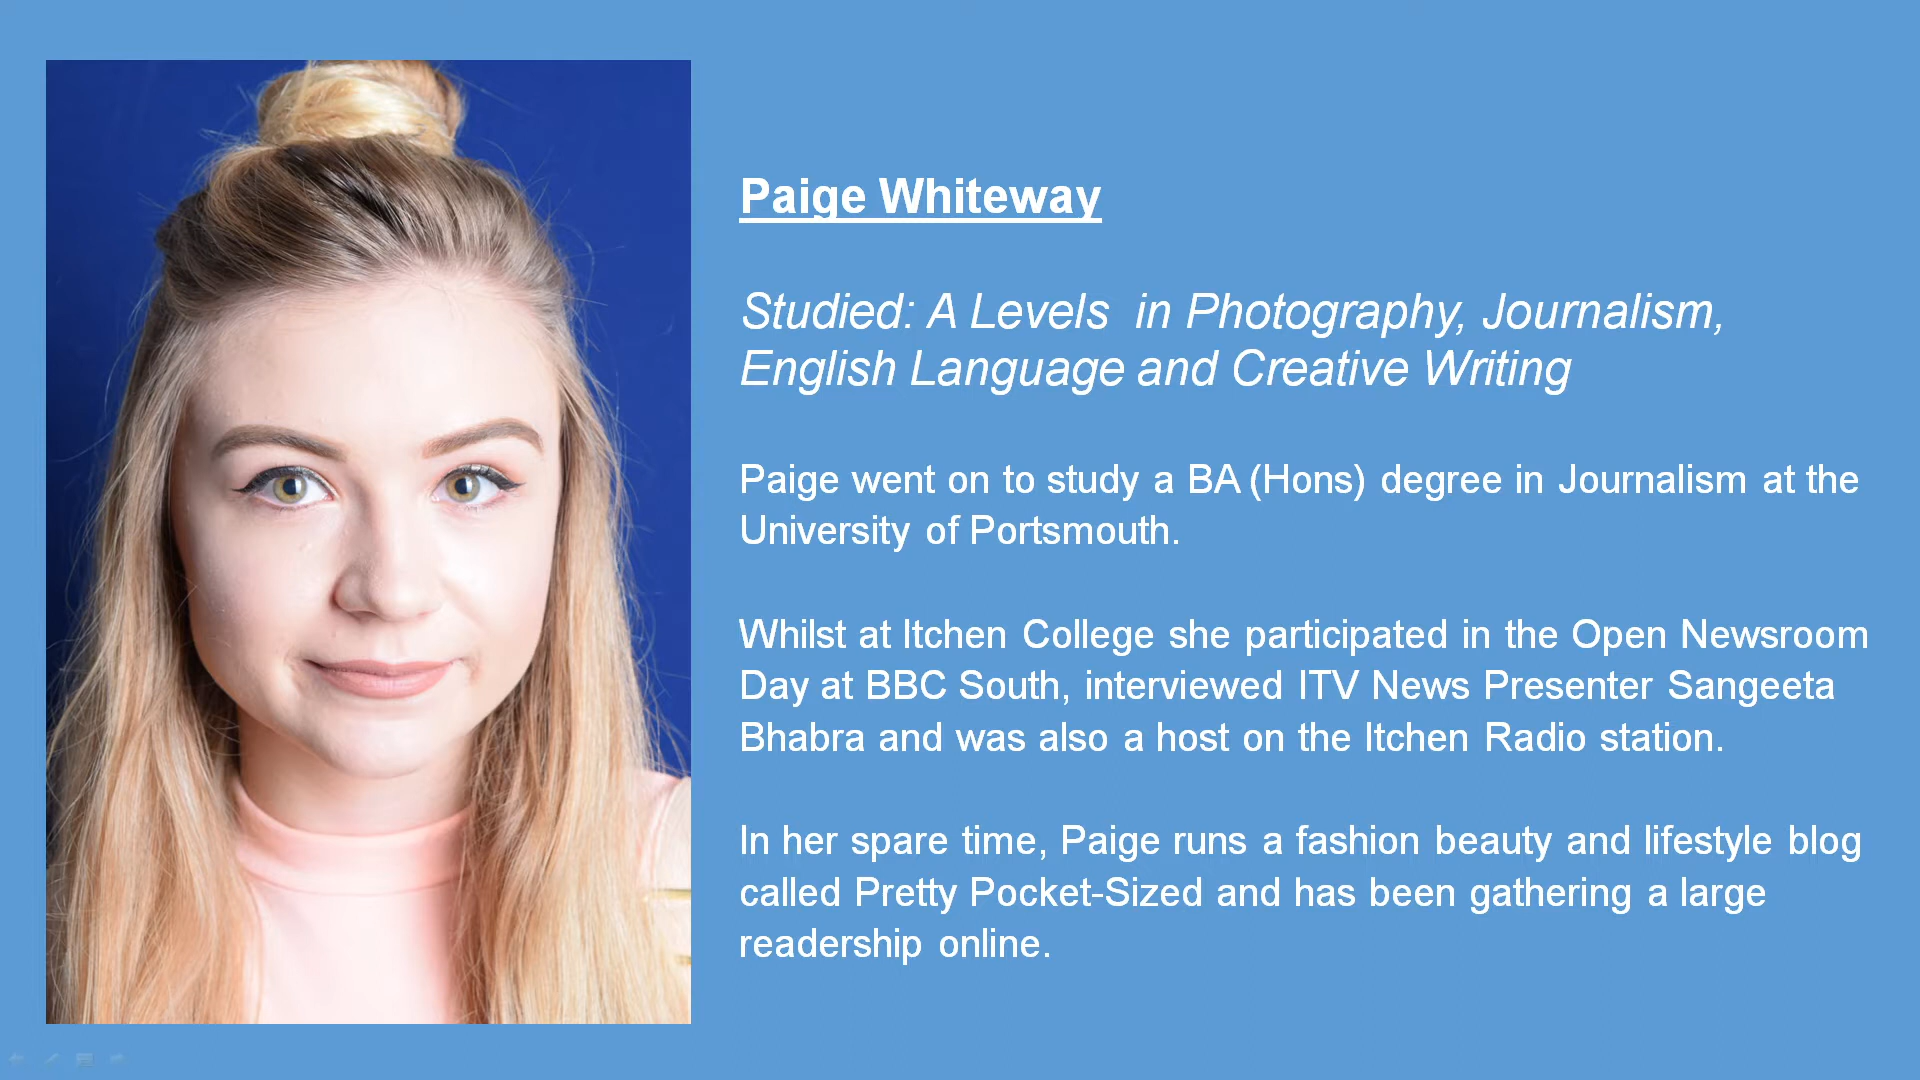 Paige Whiteway
Studied: A Levels in Photography, Journalism,
English Language and Creative Writing
Paige went on to study a BA (Hons) degree in Journalism at the
University of Portsmouth.
Whilst at Itchen College she participated in the Open Newsroom
Day at BBC South, interviewed ITV News Presenter Sangeeta
Bhabra and was also a host on the Itchen Radio station.
In her spare time, Paige runs a fashion beauty and lifestyle blog
called Pretty Pocket-Sized and has been gathering a large
readership online.